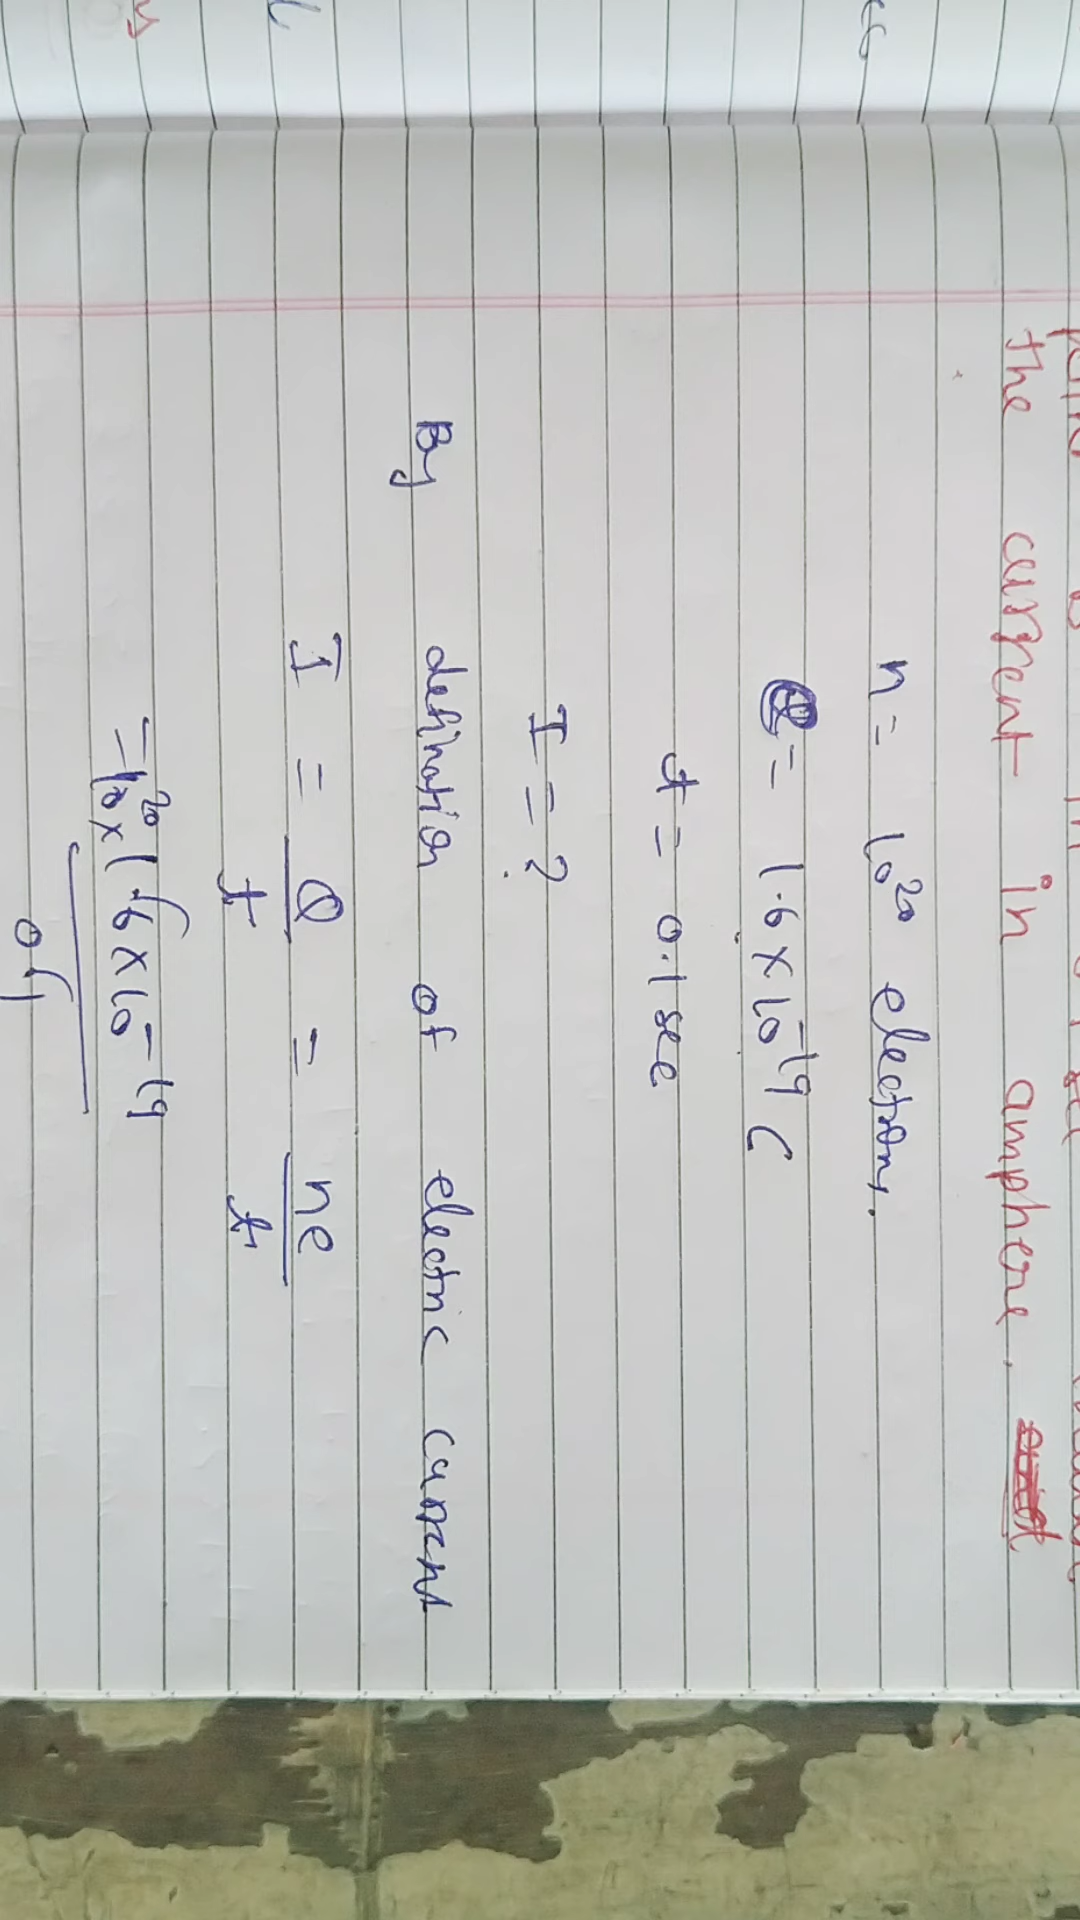 the current in amphere.
n = 10²⁰ electrons.
= 1.6 × 10⁻¹⁹ C
t = 0.1 sec
I = ?
By defination of electric current
I = Q/t = ne/t
= 10²⁰ × 1.6 × 10⁻¹⁹ / 0.1